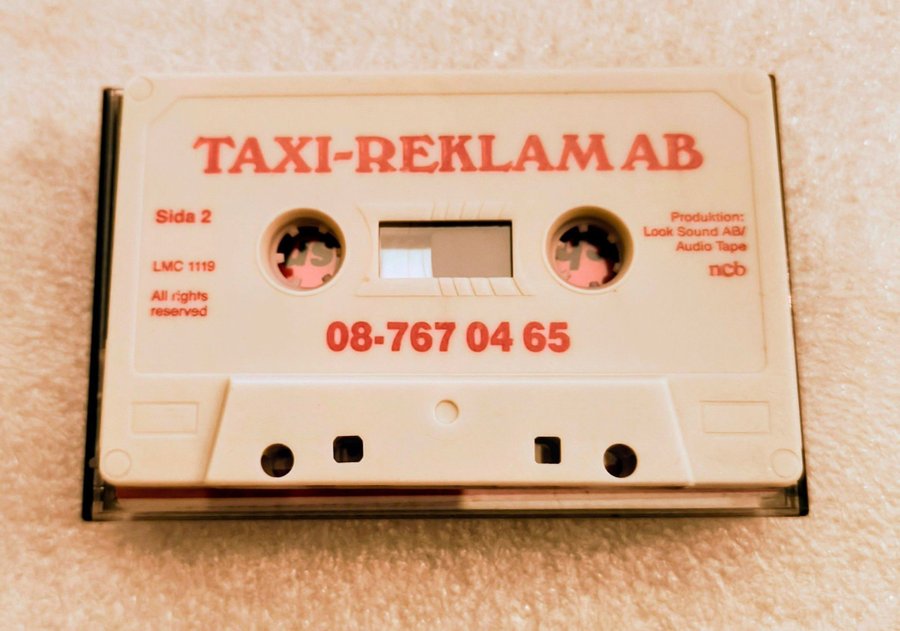 TAXI-REKLAM AB
Sida 2
LMC 1119
All rights
reserved
Produktion:
Look Sound AB/
Audio Tape
ncb
08-767 04 65